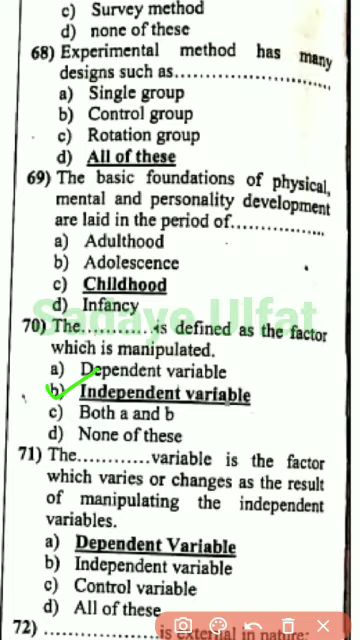 c) Survey method
d) none of these
68) Experimental method has many
designs such as..............................
a) Single group
b) Control group
c) Rotation group
d) All of these
69) The basic foundations of physical,
mental and personality development
are laid in the period of..................
a) Adulthood
b) Adolescence
c) Childhood
d) Infancy
Sadaye Ulfat
70) The............is defined as the factor
which is manipulated.
a) Dependent variable
b) Independent variable
c) Both a and b
d) None of these
71) The............variable is the factor
which varies or changes as the result
of manipulating the independent
variables.
a) Dependent Variable
b) Independent variable
c) Control variable
d) All of these
72) ....................is external in nature: